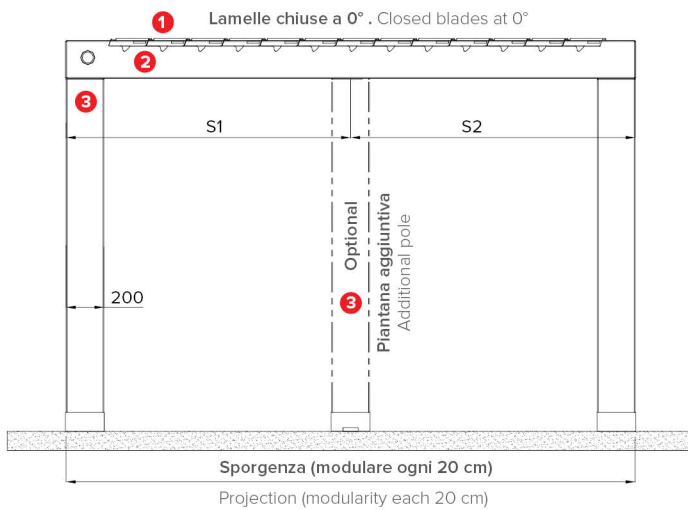 1 Lamelle chiuse a 0° . Closed blades at 0°
2
3
S1 S2
Optional
Piantana aggiuntiva
Additional pole
3
200
Sporgenza (modulare ogni 20 cm)
Projection (modularity each 20 cm)